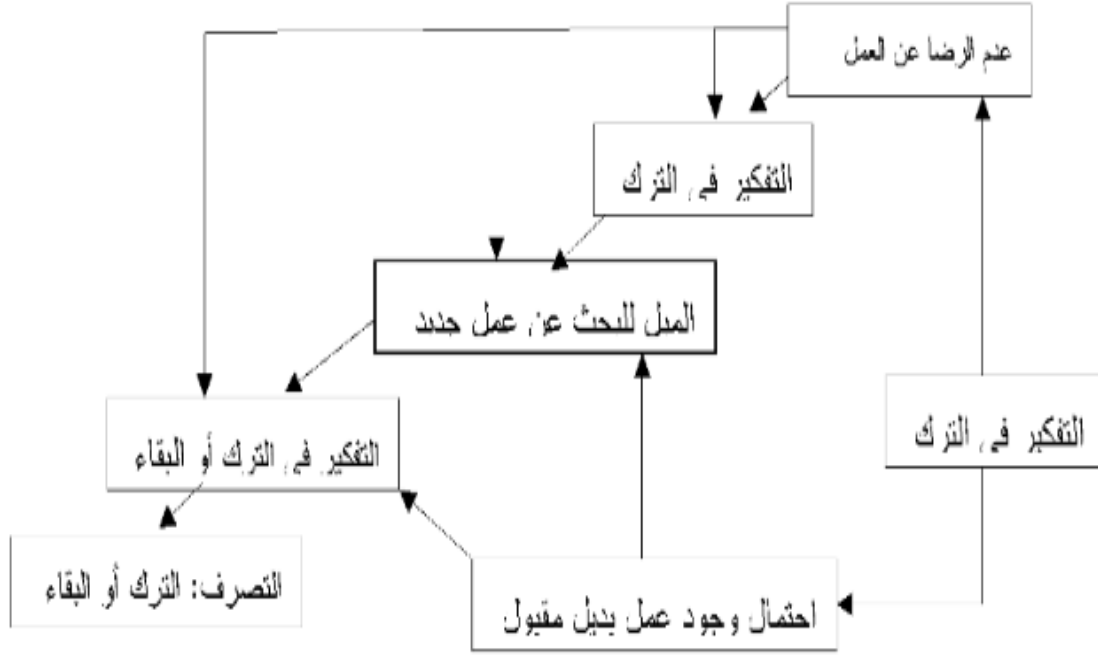 عدم الرضا عن العمل
التفكير في الترك
الميل للبحث عن عمل جديد
التفكير في الترك أو البقاء
التفكير في الترك
التصرف: الترك أو البقاء
احتمال وجود عمل بديل مقبول